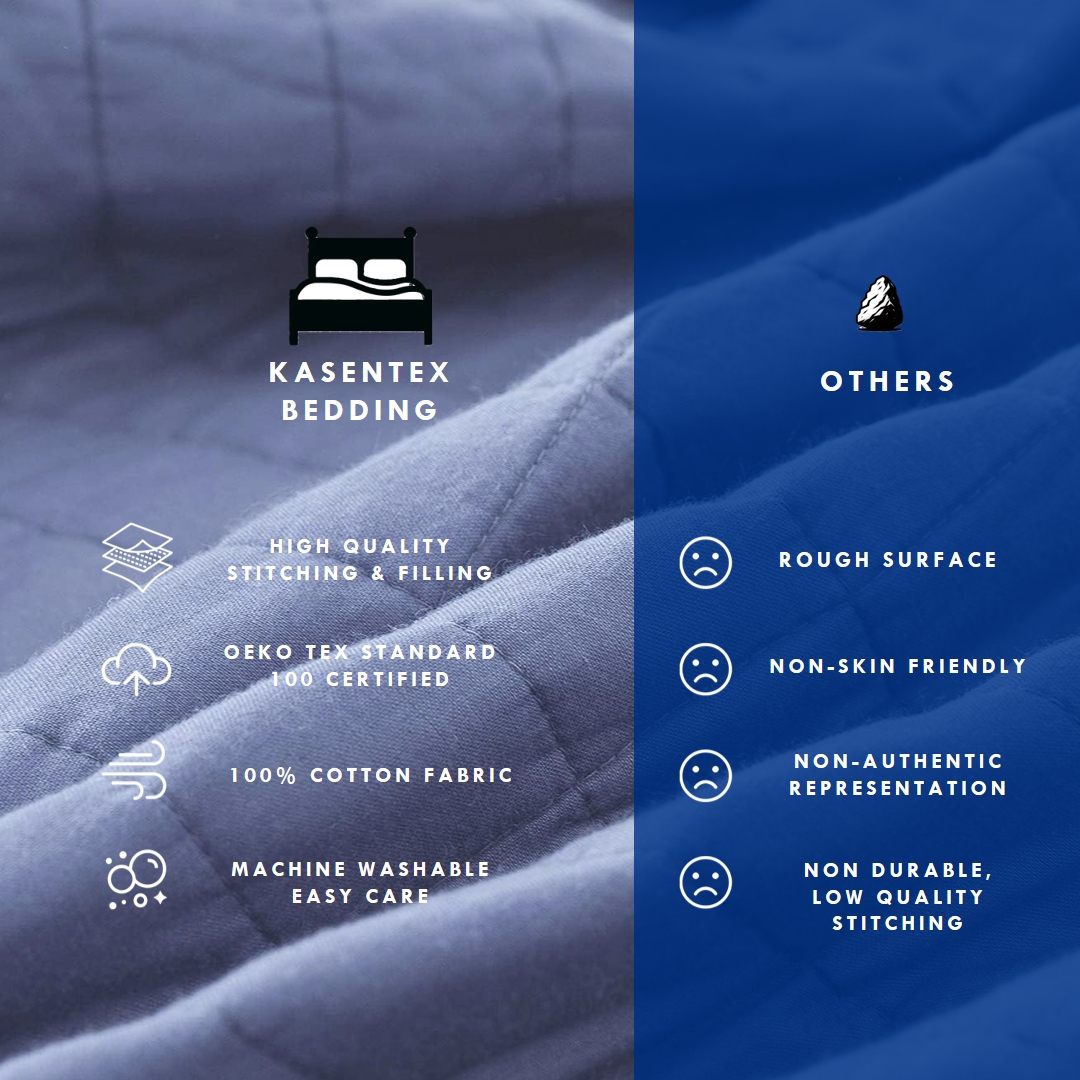 KASENTEX
BEDDING
HIGH QUALITY
STITCHING & FILLING
OEKO TEX STANDARD
100 CERTIFIED
100% COTTON FABRIC
MACHINE WASHABLE
EASY CARE
OTHERS
ROUGH SURFACE
NON-SKIN FRIENDLY
NON-AUTHENTIC
REPRESENTATION
NON DURABLE,
LOW QUALITY
STITCHING